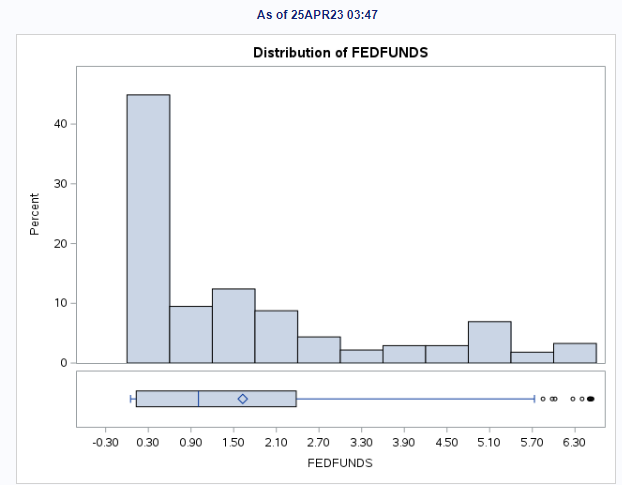 As of 25APR23 03:47
Distribution of FEDFUNDS
Percent
40
30
20
10
0
-0.30 0.30 0.90 1.50 2.10 2.70 3.30 3.90 4.50 5.10 5.70 6.30
FEDFUNDS